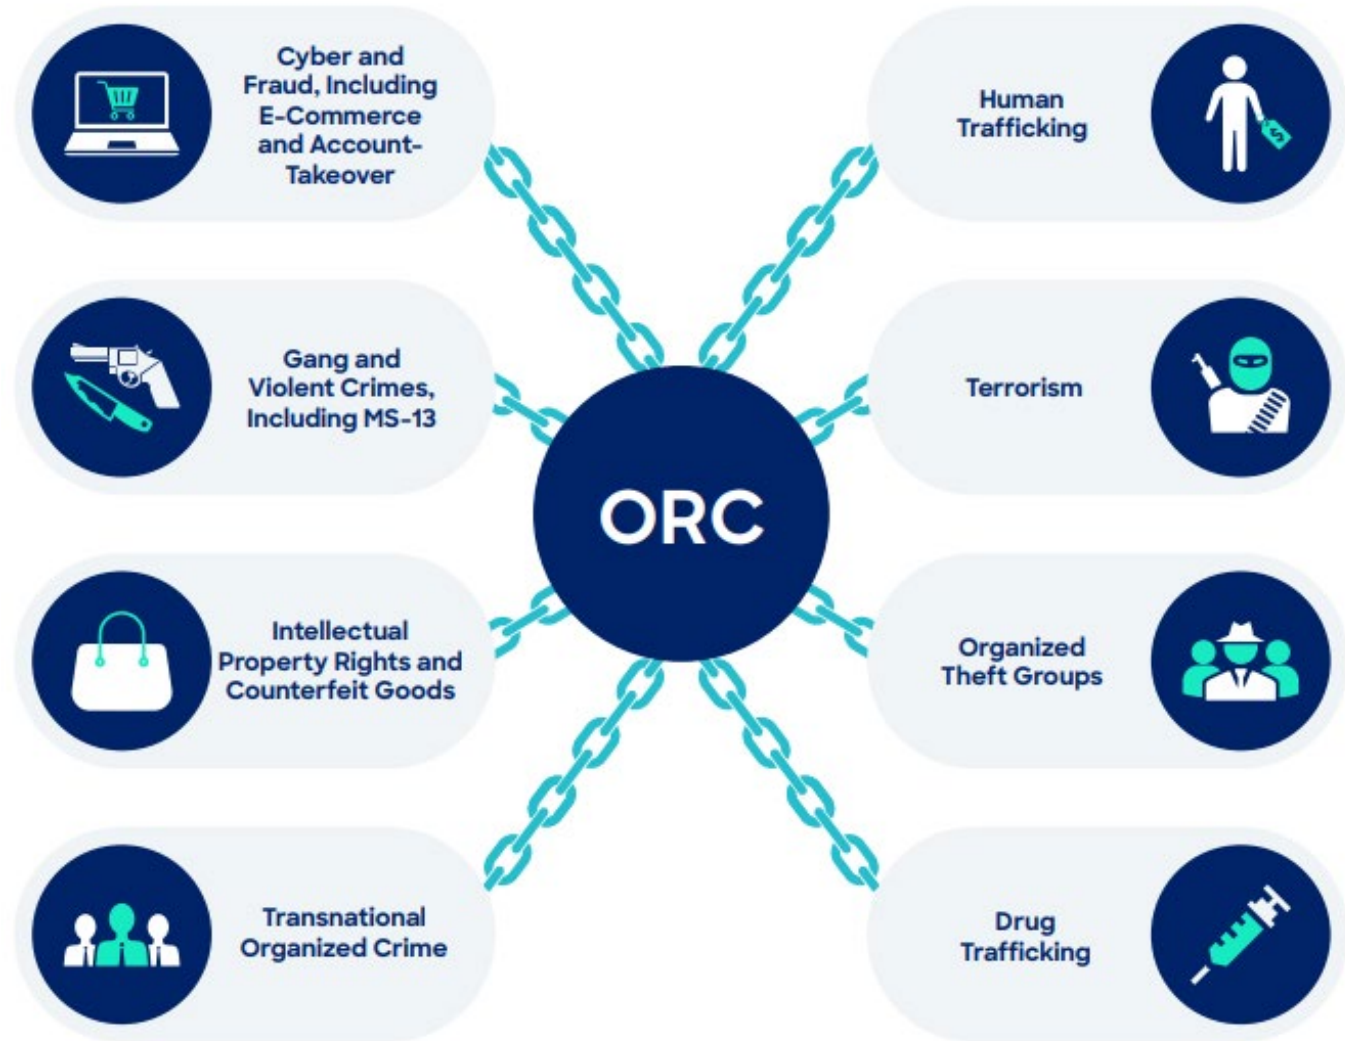 Cyber and
Fraud, Including
E-Commerce
and Account-
Takeover
Human
Trafficking
Gang and
Violent Crimes,
Including MS-13
Terrorism
ORC
Intellectual
Property Rights and
Counterfeit Goods
Organized
Theft Groups
Transnational
Organized Crime
Drug
Trafficking
$